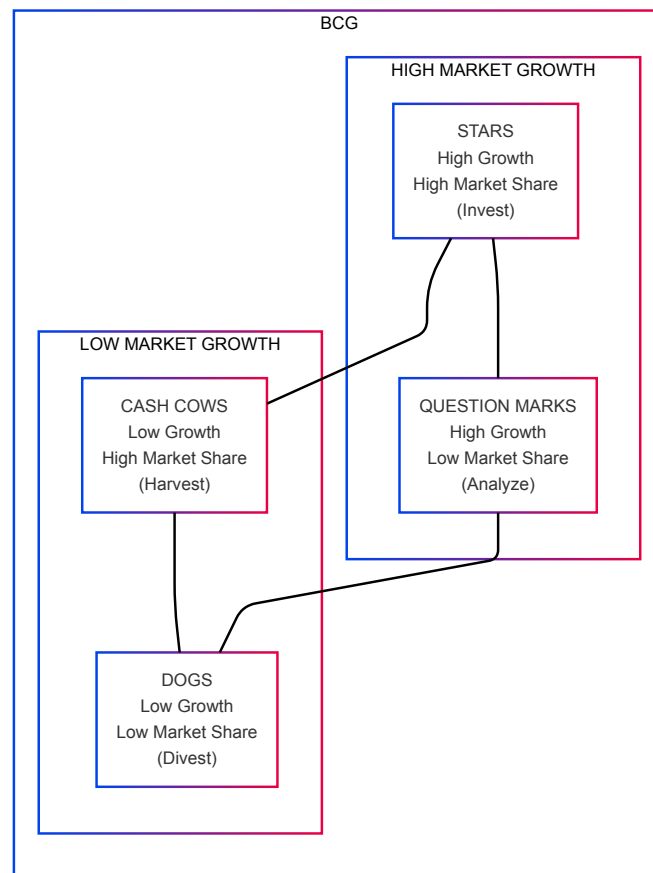 BCG
HIGH MARKET GROWTH
STARS
High Growth
High Market Share
(Invest)
LOW MARKET GROWTH
CASH COWS
Low Growth
High Market Share
(Harvest)
QUESTION MARKS
High Growth
Low Market Share
(Analyze)
DOGS
Low Growth
Low Market Share
(Divest)